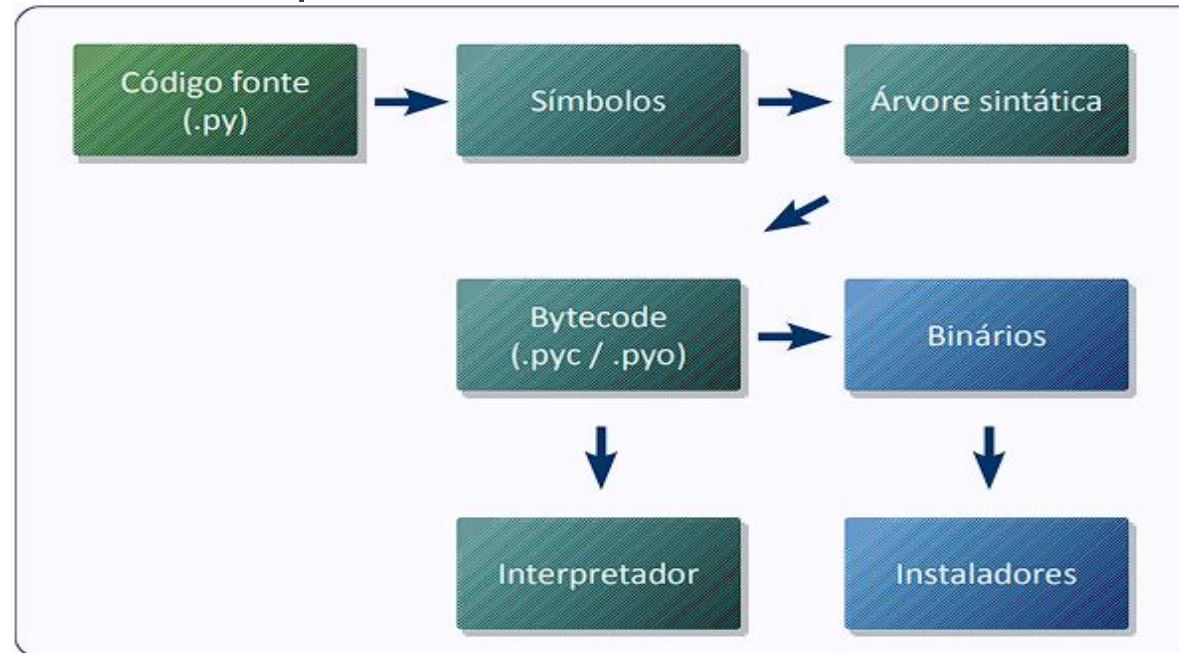 Código fonte
(.py)
Símbolos
Árvore sintática
Bytecode
(.pyc / .pyo)
Binários
Interpretador
Instaladores